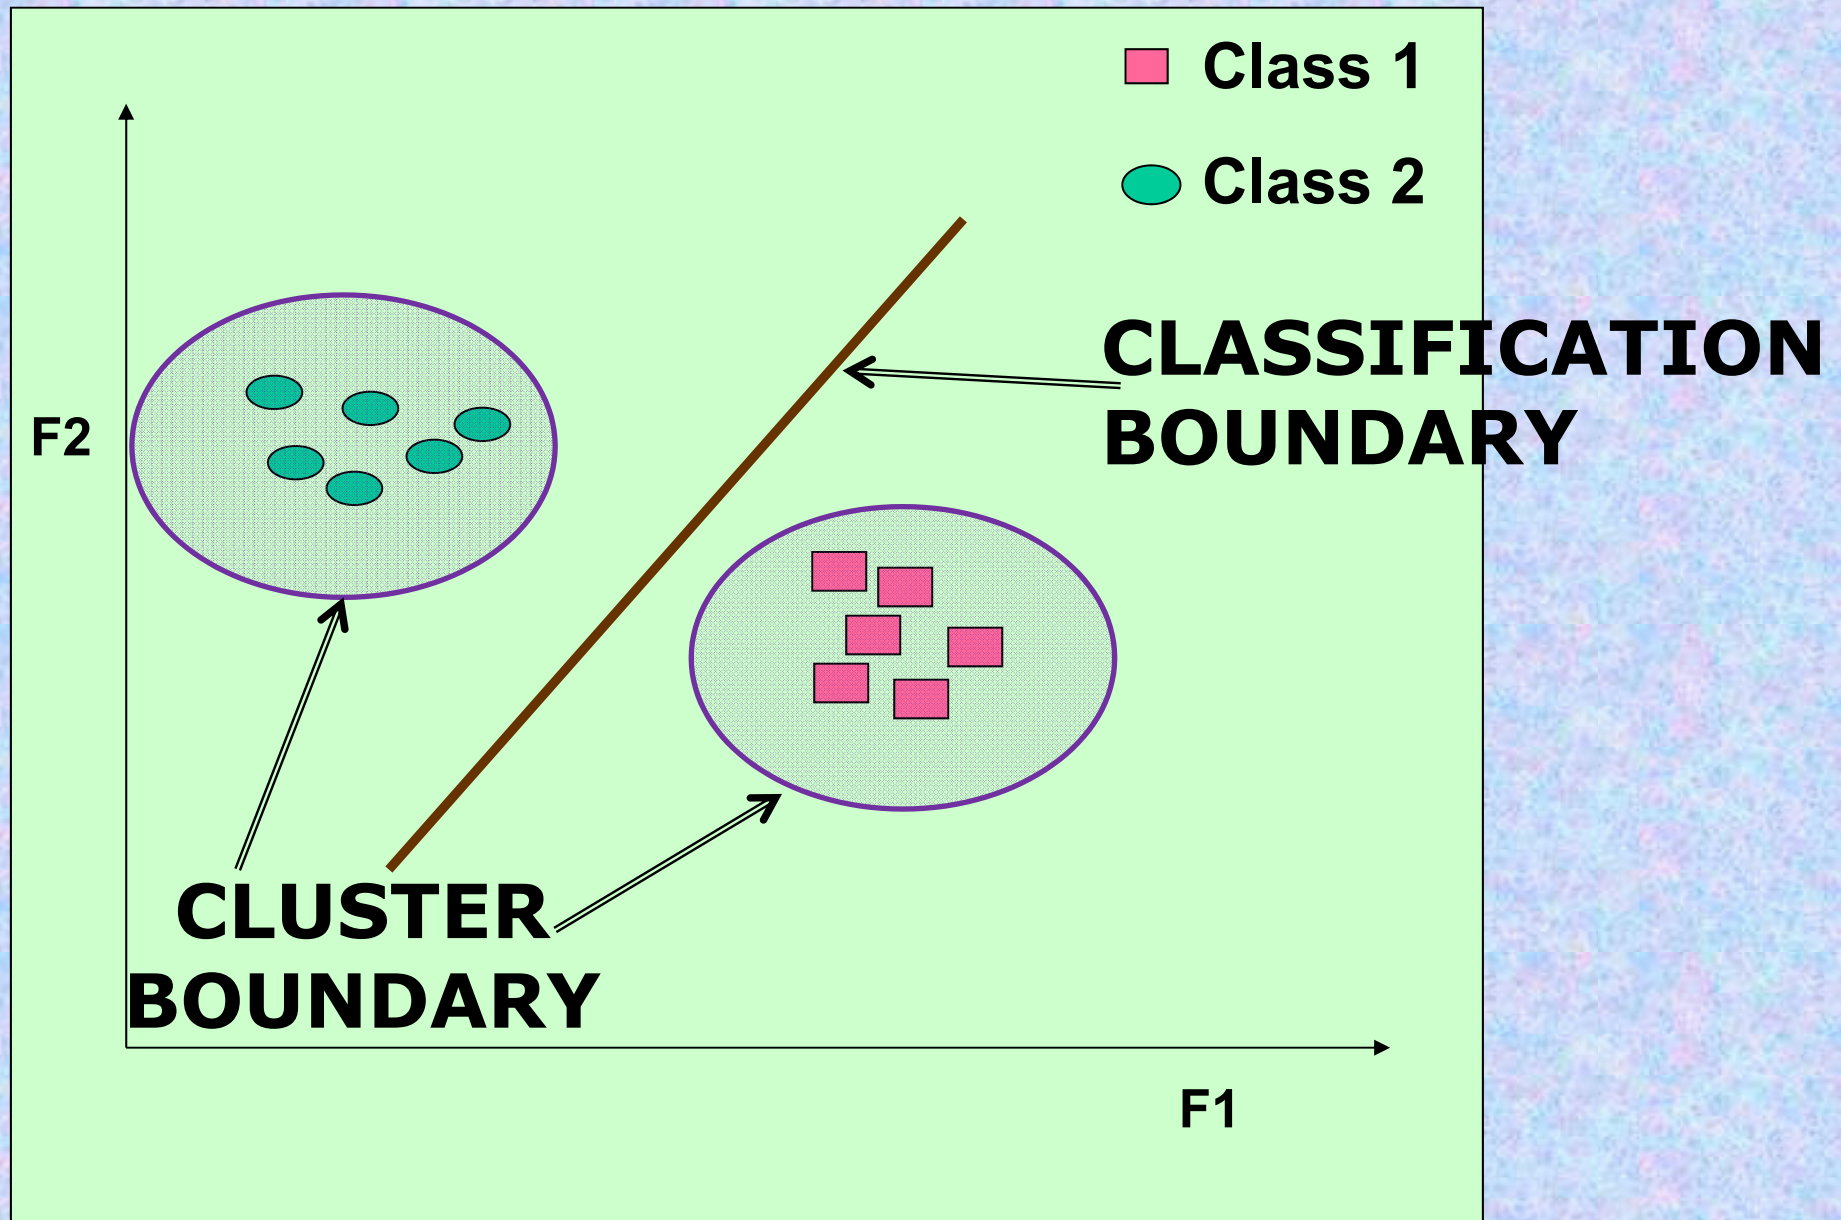 Class 1
Class 2
CLASSIFICATION
BOUNDARY
F2
CLUSTER
BOUNDARY
F1